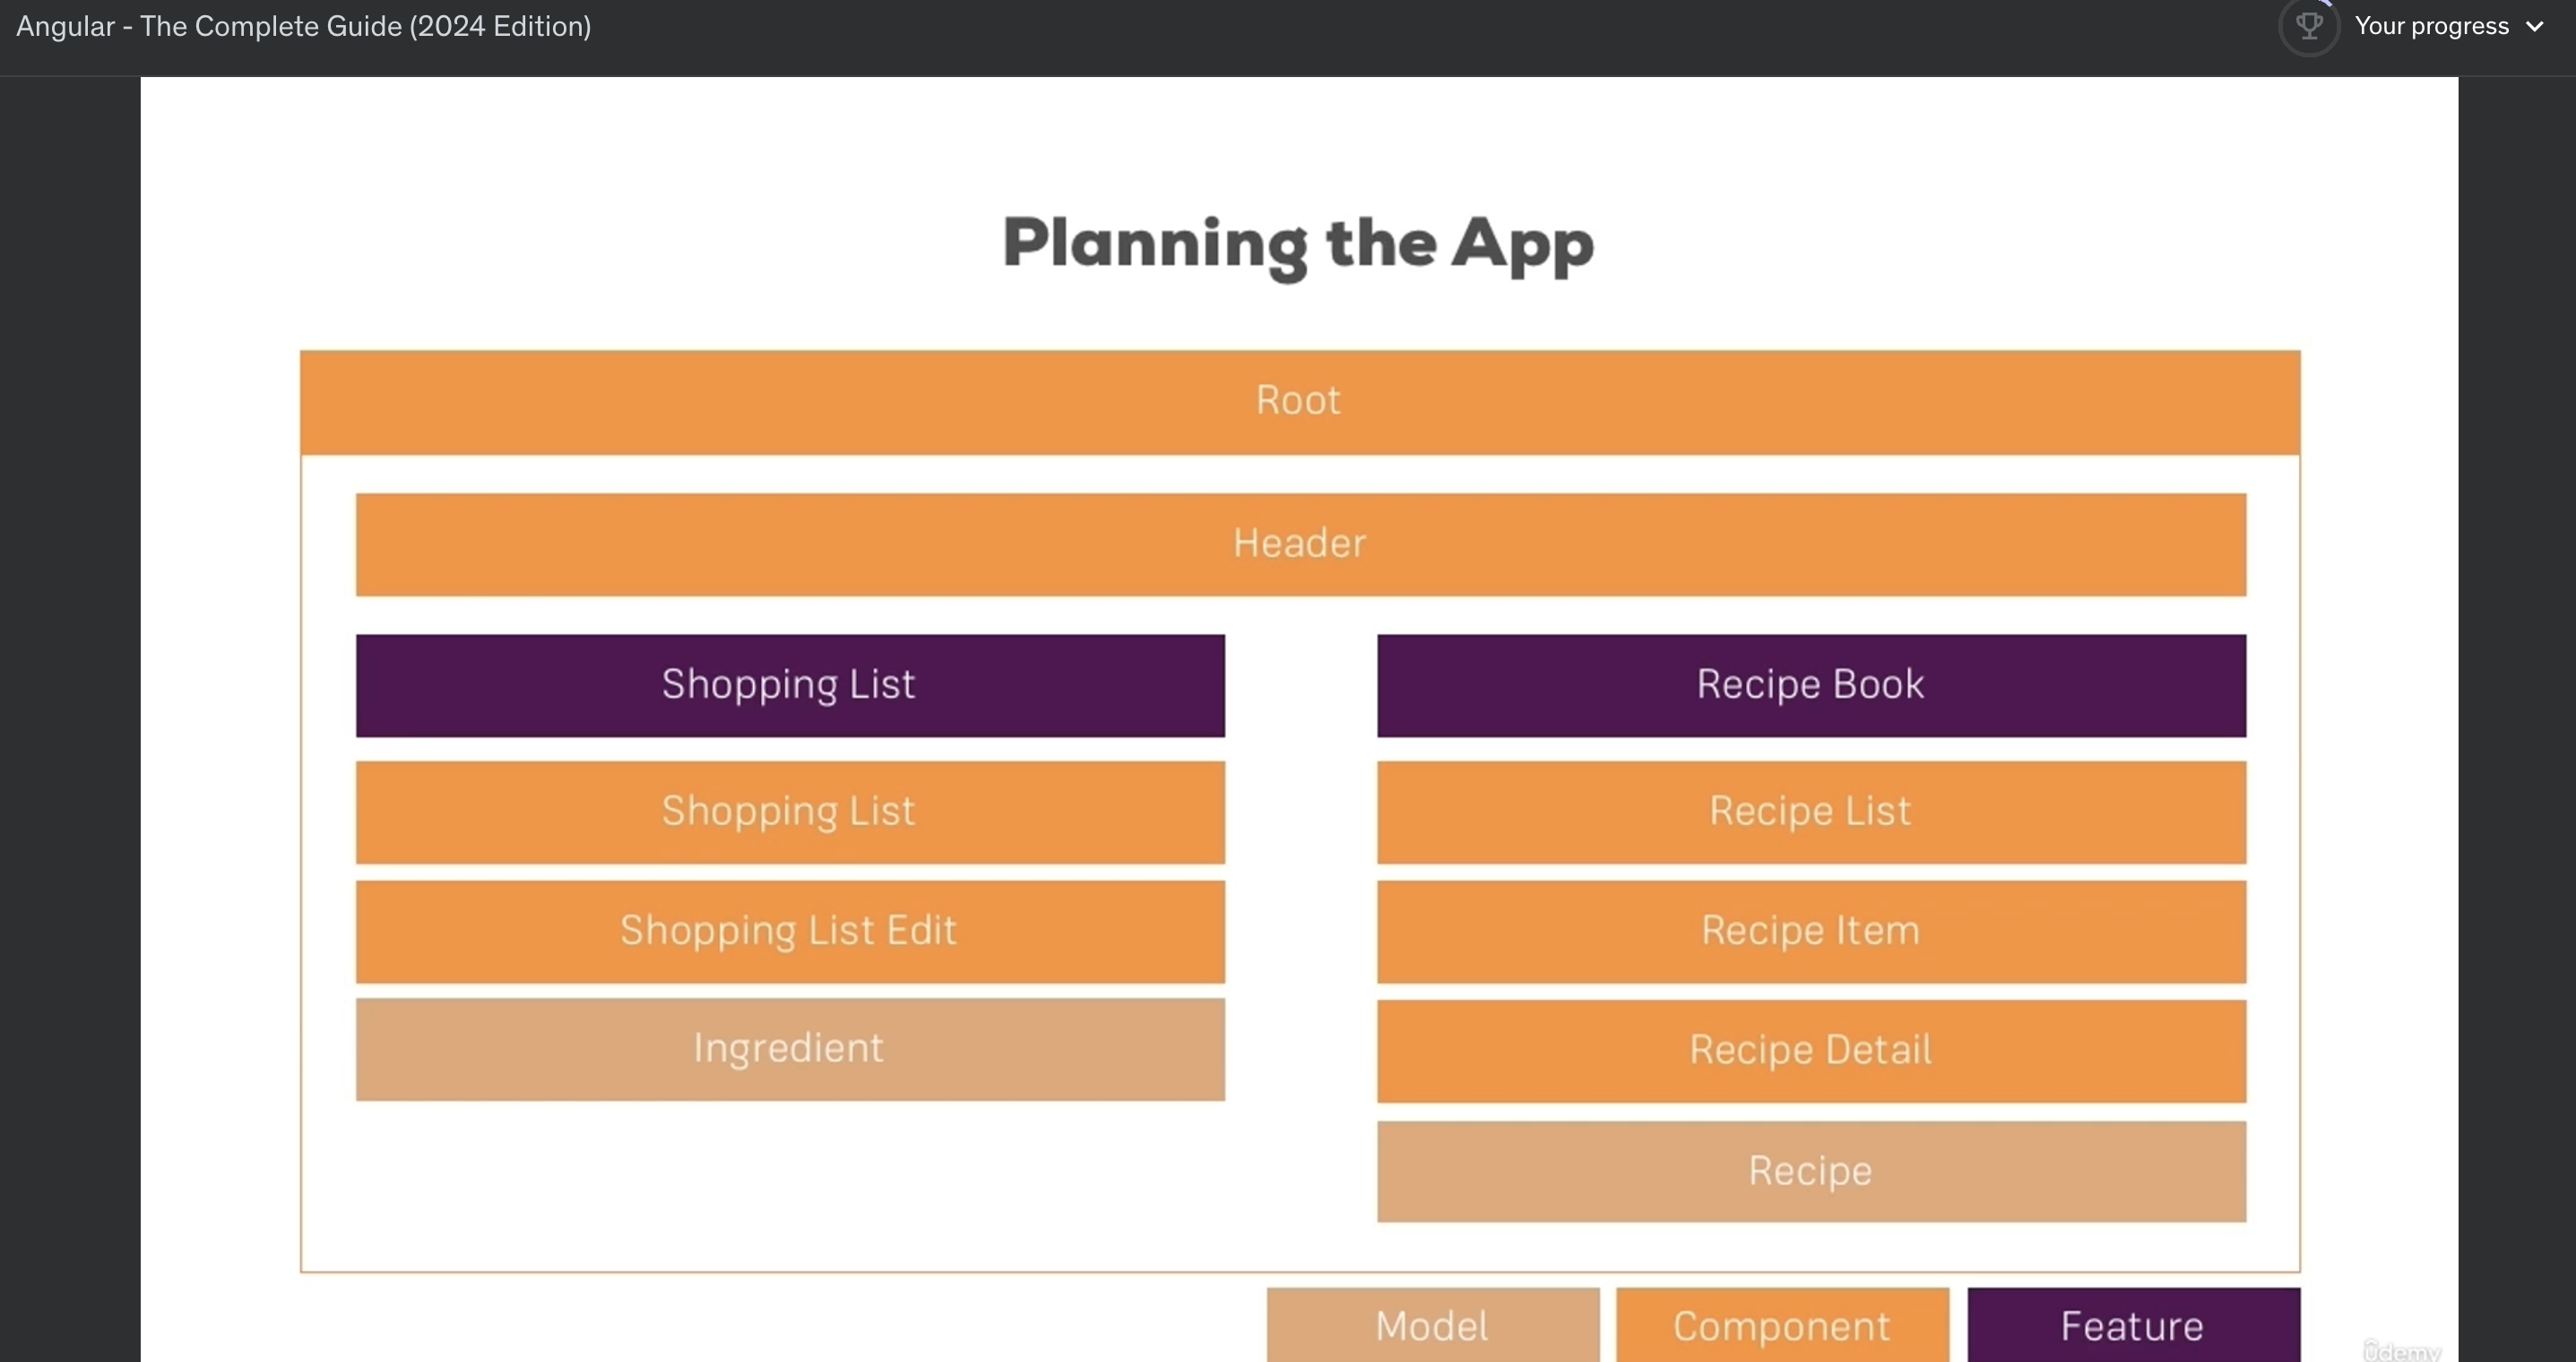 Angular - The Complete Guide (2024 Edition)
Your progress
Planning the App
Root
Header
Shopping List
Recipe Book
Shopping List
Recipe List
Shopping List Edit
Recipe Item
Ingredient
Recipe Detail
Recipe
Model
Component
Feature
ûdemy